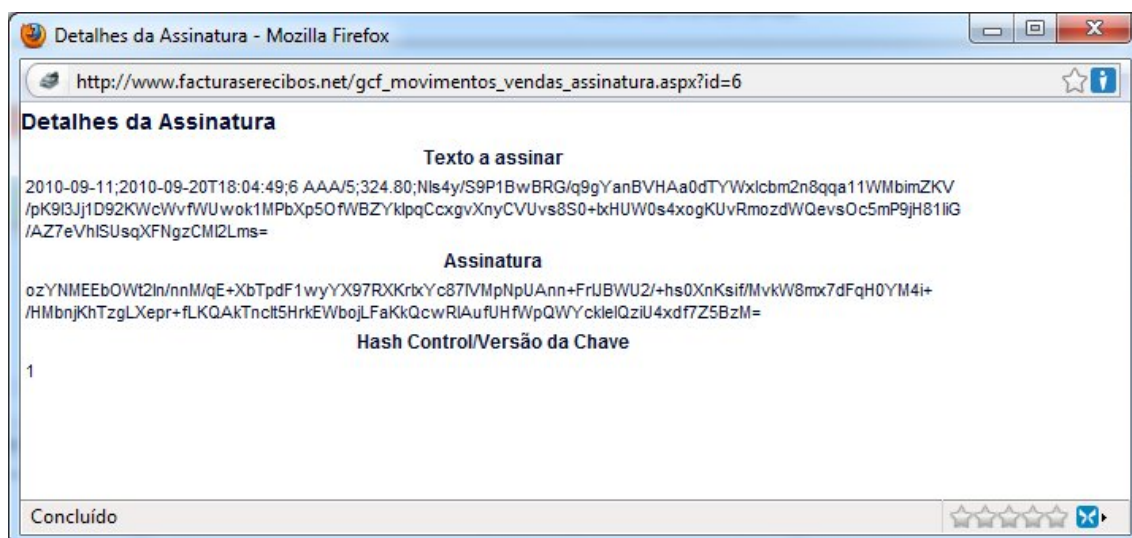 Detalhes da Assinatura - Mozilla Firefox
http://www.facturaserecibos.net/gcf_movimentos_vendas_assinatura.aspx?id=6
Detalhes da Assinatura
Texto a assinar
2010-09-11;2010-09-20T18:04:49;6 AAA/5;324.80;Nls4y/S9P1BwBRG/q9gYanBVHAa0dTYWxlcbm2n8qqa11WMbimZKV
/pK9l3Jj1D92KWcWvfWUwok1MPbXp5OfWBZYklpqCcxgvXnyCVUvs8S0+lxHUW0s4xogKUvRmozdWQevsOc5mP9jH81liG
/AZ7eVhlSUsqXFNgzCMl2Lms=
Assinatura
ozYNMEEbOWt2ln/nnM/qE+XbTpdF1wyYX97RXKrlxYc87lVMpNpUAnn+FrlJBWU2/+hs0XnKsif/MvkW8mx7dFqH0YM4i+
/HMbnjKhTzgLXepr+fLKQAkTnclt5HrkEWbojLFaKkQcwRlAufUHfWpQWYcklelQziU4xdf7Z5BzM=
Hash Control/Versão da Chave
1
Concluído